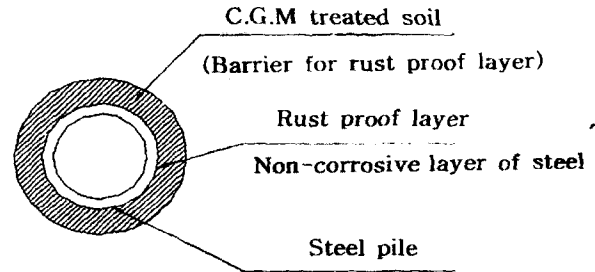 C.G.M treated soil
(Barrier for rust proof layer)
Rust proof layer
Non-corrosive layer of steel
Steel pile